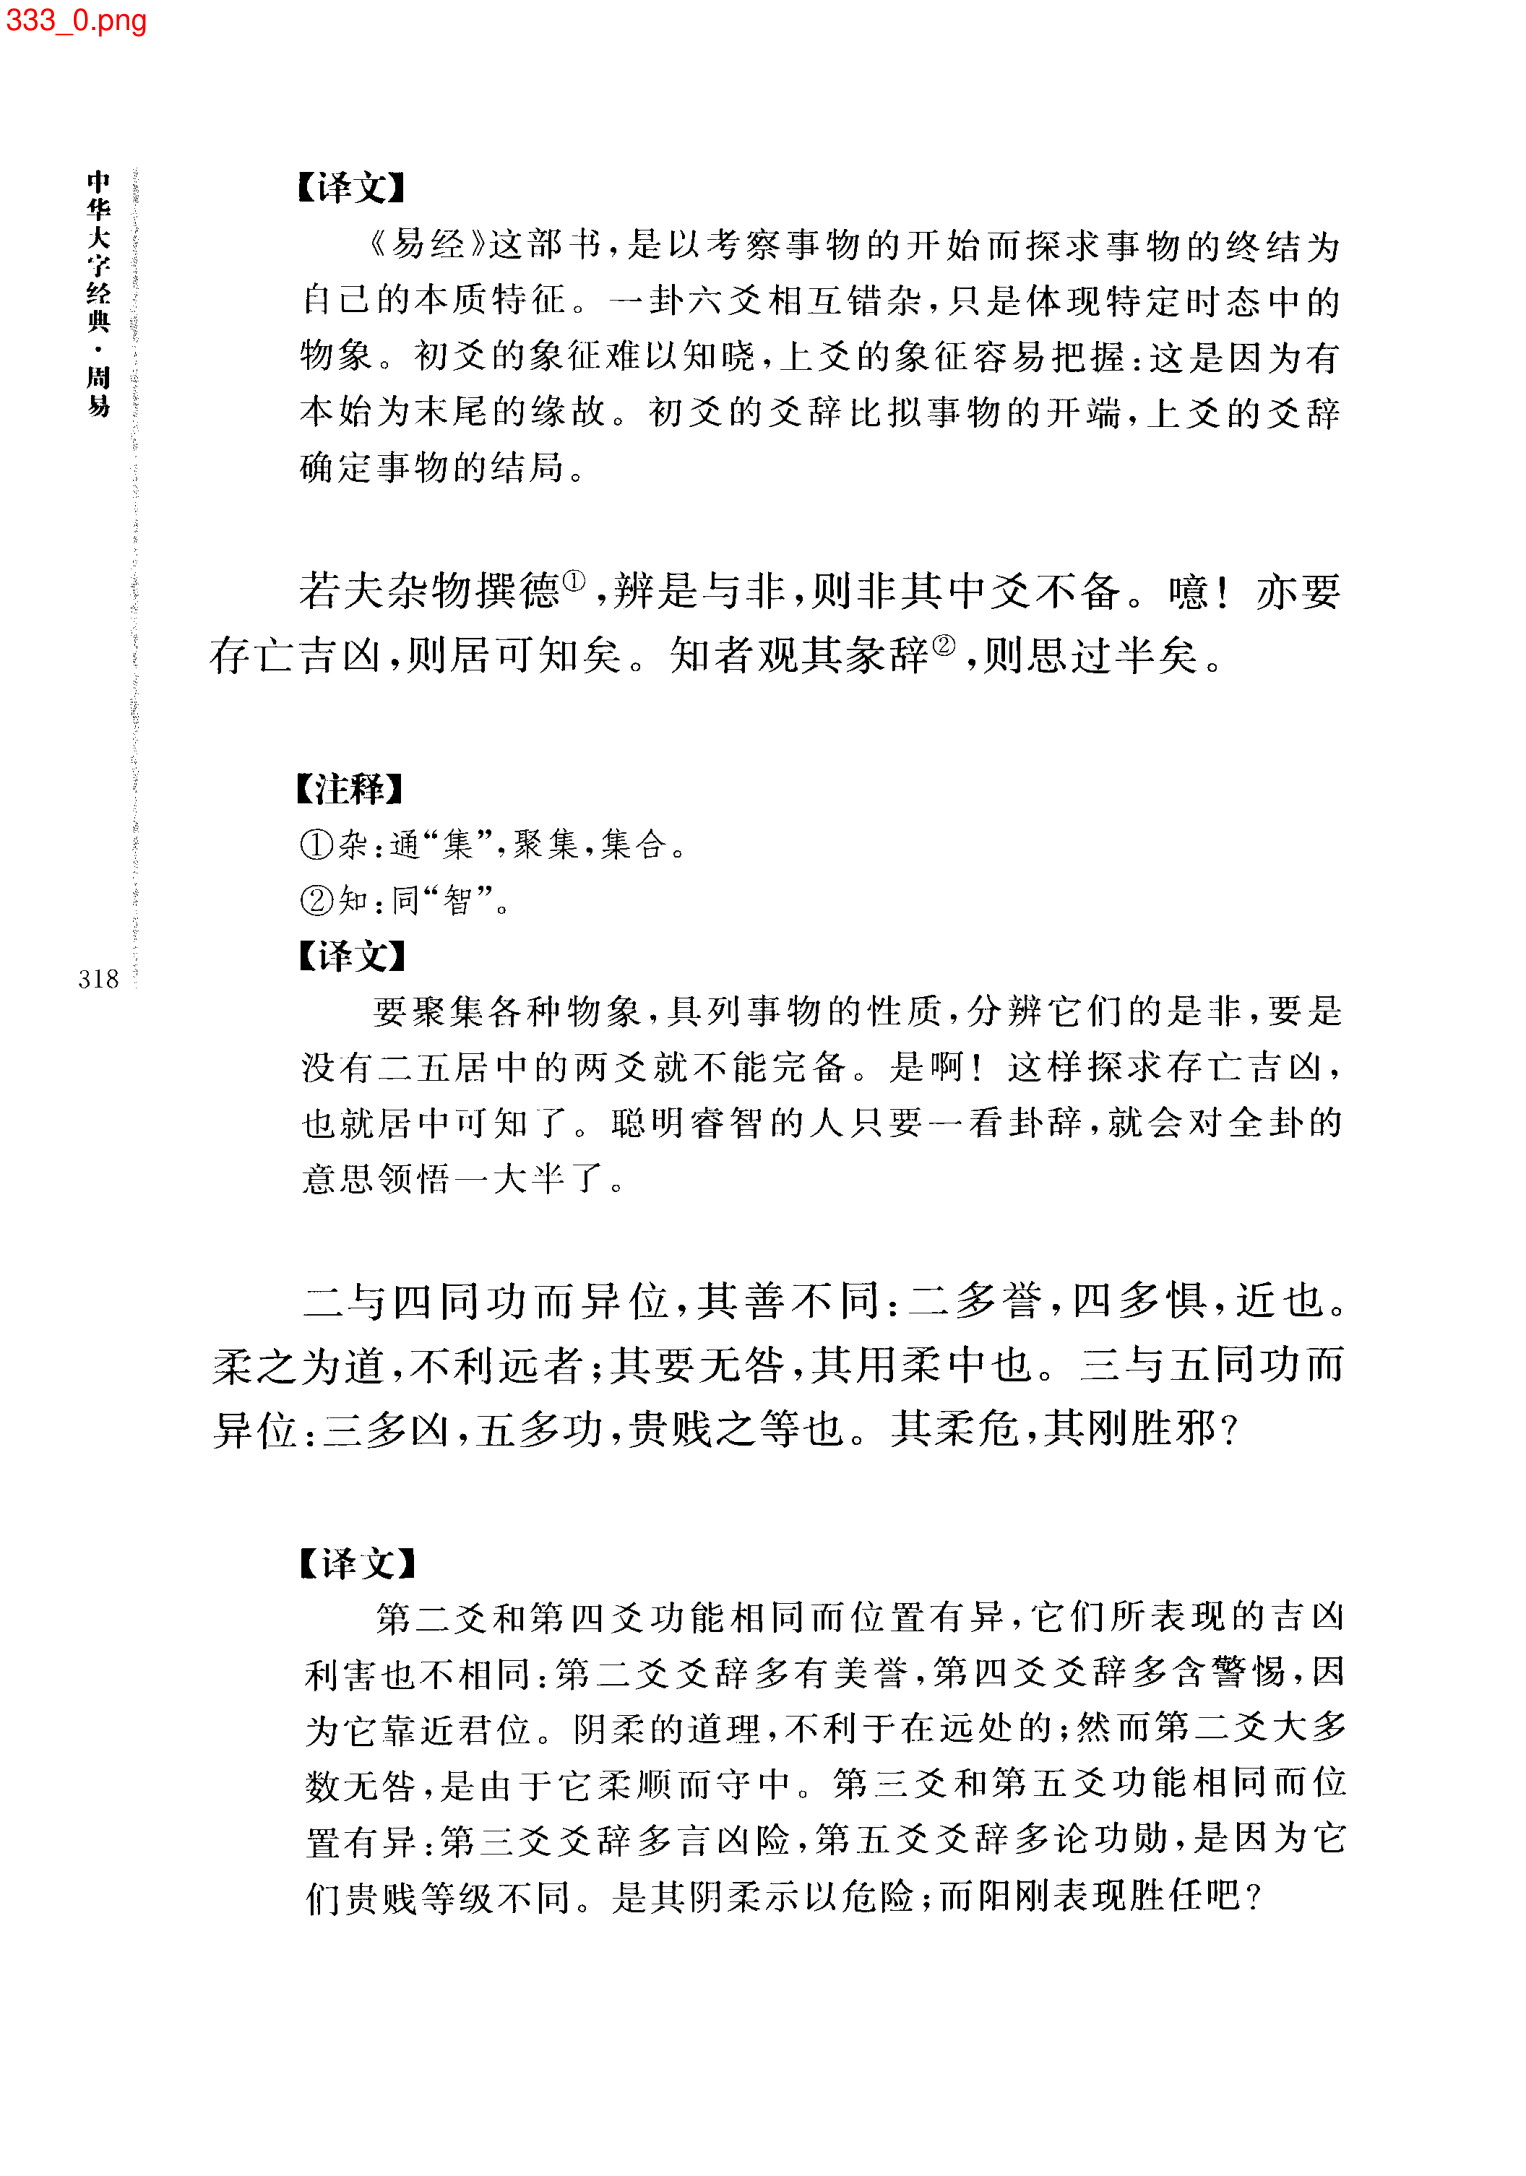 333_0.png
中华大字经典·周易
【译文】
《易经》这部书,是以考察事物的开始而探求事物的终结为
自己的本质特征。一卦六爻相互错杂,只是体现特定时态中的
物象。初爻的象征难以知晓,上爻的象征容易把握:这是因为有
本始为末尾的缘故。初爻的爻辞比拟事物的开端,上爻的爻辞
确定事物的结局。
若夫杂物撰德①,辨是与非,则非其中爻不备。噫!亦要
存亡吉凶,则居可知矣。知者观其彖辞②,则思过半矣。
【注释】
①杂:通“集”,聚集,集合。
②知:同“智”。
【译文】
318
要聚集各种物象,具列事物的性质,分辨它们的是非,要是
没有二五居中的两爻就不能完备。是啊!这样探求存亡吉凶,
也就居中可知了。聪明睿智的人只要一看卦辞,就会对全卦的
意思领悟一大半了。
二与四同功而异位,其善不同:二多誉,四多惧,近也。
柔之为道,不利远者;其要无咎,其用柔中也。三与五同功而
异位:三多凶,五多功,贵贱之等也。其柔危,其刚胜邪?
【译文】
第二爻和第四爻功能相同而位置有异,它们所表现的吉凶
利害也不相同:第二爻爻辞多有美誉,第四爻爻辞多含警惕,因
为它靠近君位。阴柔的道理,不利于在远处的;然而第二爻大多
数无咎,是由于它柔顺而守中。第三爻和第五爻功能相同而位
置有异:第三爻爻辞多言凶险,第五爻爻辞多论功勋,是因为它
们贵贱等级不同。是其阴柔示以危险;而阳刚表现胜任吧?